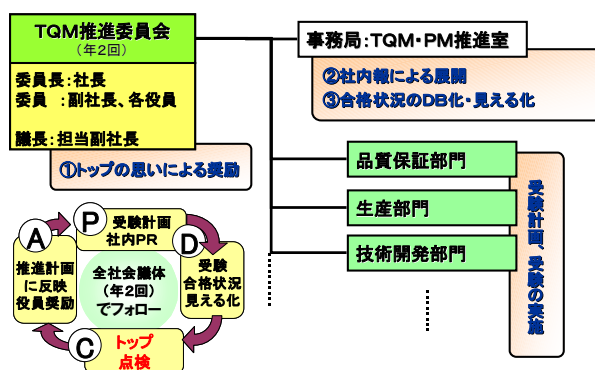 TQM推進委員会
(年2回)
委員長:社長
委員 :副社長、各役員
議長:担当副社長
①トップの思いによる奨励
事務局:TQM・PM推進室
②社内報による展開
③合格状況のDB化・見える化
品質保証部門
生産部門
技術開発部門
受験計画、受験の実施
P
受験計画
社内PR
D
受験
合格状況
見える化
C
トップ
点検
A
推進計画
に反映
役員奨励
全社会議体
(年2回)
でフォロー